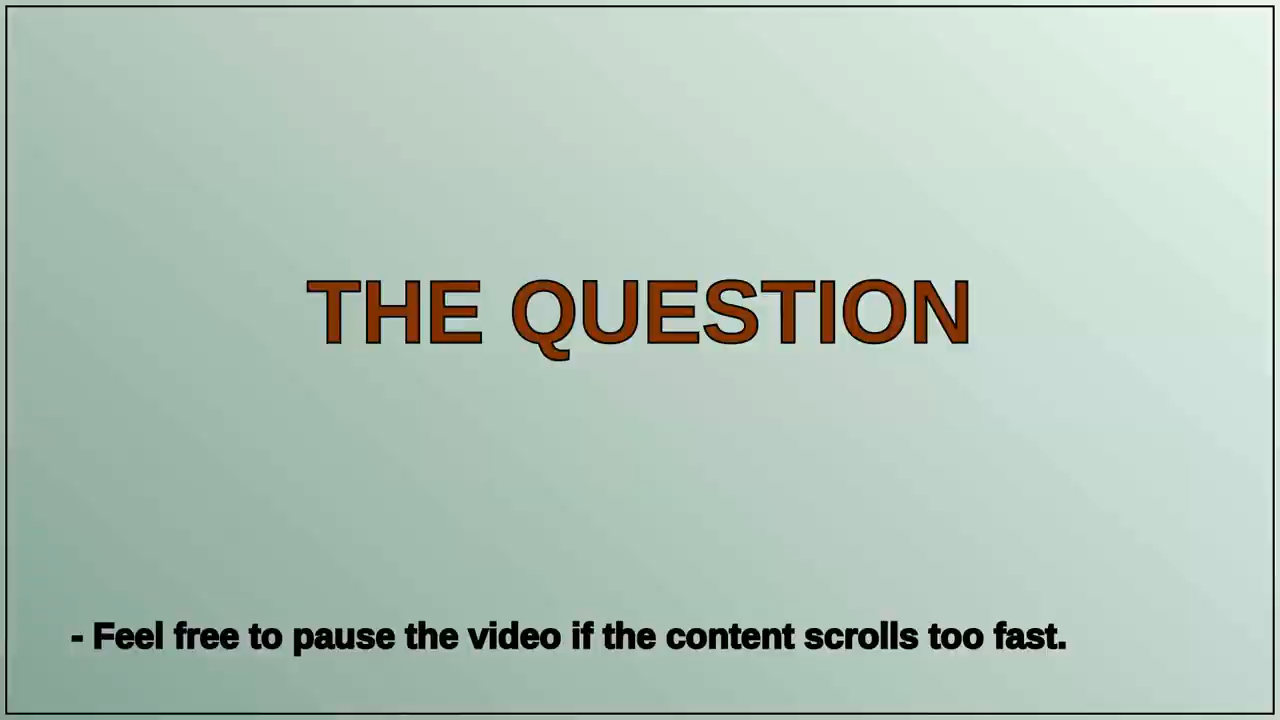 THE QUESTION
- Feel free to pause the video if the content scrolls too fast.